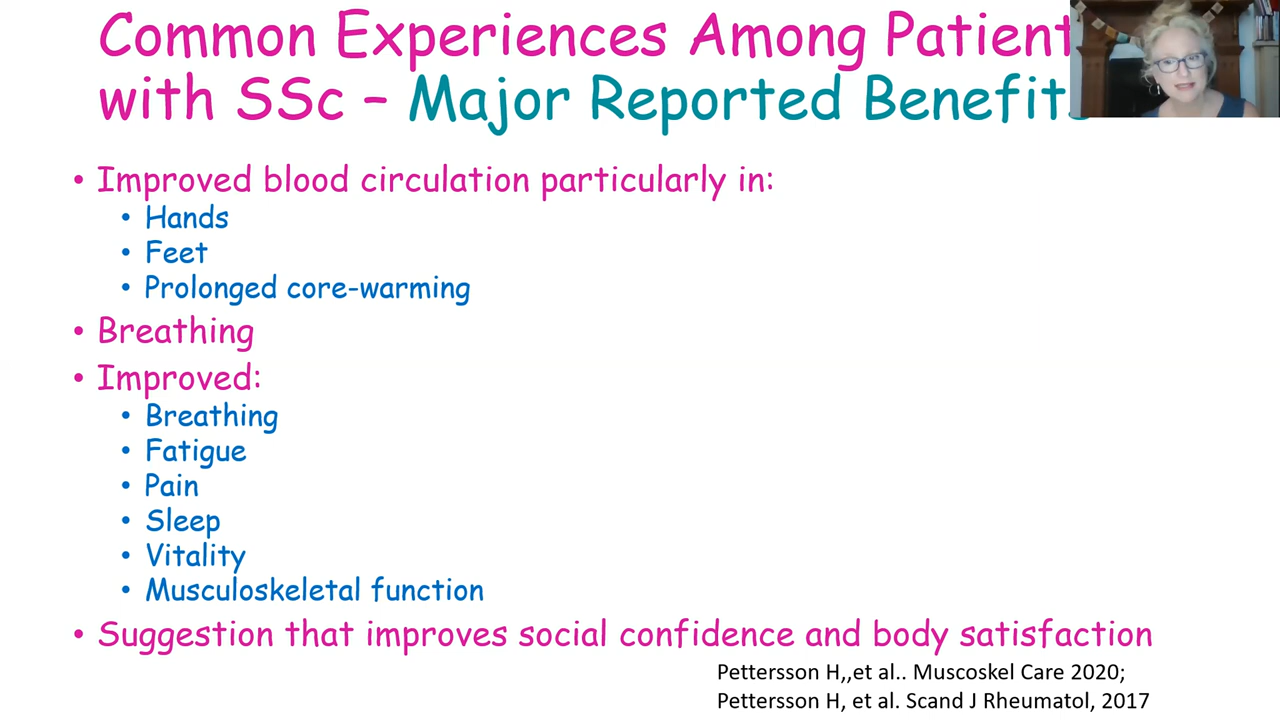 Common Experiences Among Patient
with SSc – Major Reported Benefits
• Improved blood circulation particularly in:
• Hands
• Feet
• Prolonged core-warming
• Breathing
• Improved:
• Breathing
• Fatigue
• Pain
• Sleep
• Vitality
• Musculoskeletal function
• Suggestion that improves social confidence and body satisfaction
Pettersson H,,et al.. Muscoskel Care 2020;
Pettersson H, et al. Scand J Rheumatol, 2017